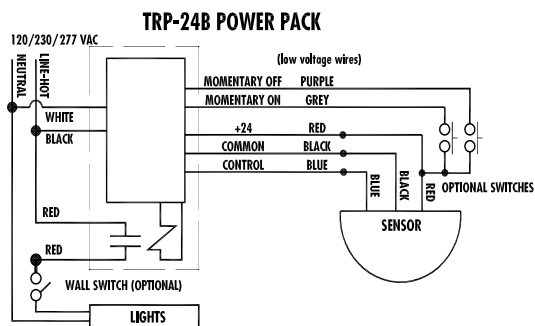 TRP-24B POWER PACK
120/230/277 VAC
NEUTRAL
LINE-HOT
(low voltage wires)
MOMENTARY OFF PURPLE
MOMENTARY ON GREY
WHITE
BLACK
+24 RED
COMMON BLACK
CONTROL BLUE
BLUE
BLACK
RED
OPTIONAL SWITCHES
RED
SENSOR
RED
WALL SWITCH (OPTIONAL)
LIGHTS